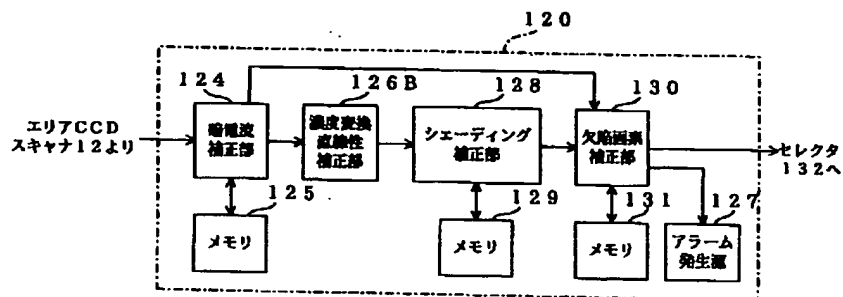 120
124
126B
128
130
エリアCCD
スキャナ12より
暗電流
補正部
濃度変換
直線性
補正部
シェーディング
補正部
欠陥画素
補正部
セレクタ
132へ
125
129
131
127
メモリ
メモリ
メモリ
アラーム
発生源